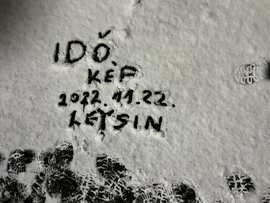 IDŐ.
KÉP
2022.11.22.
LEYSIN